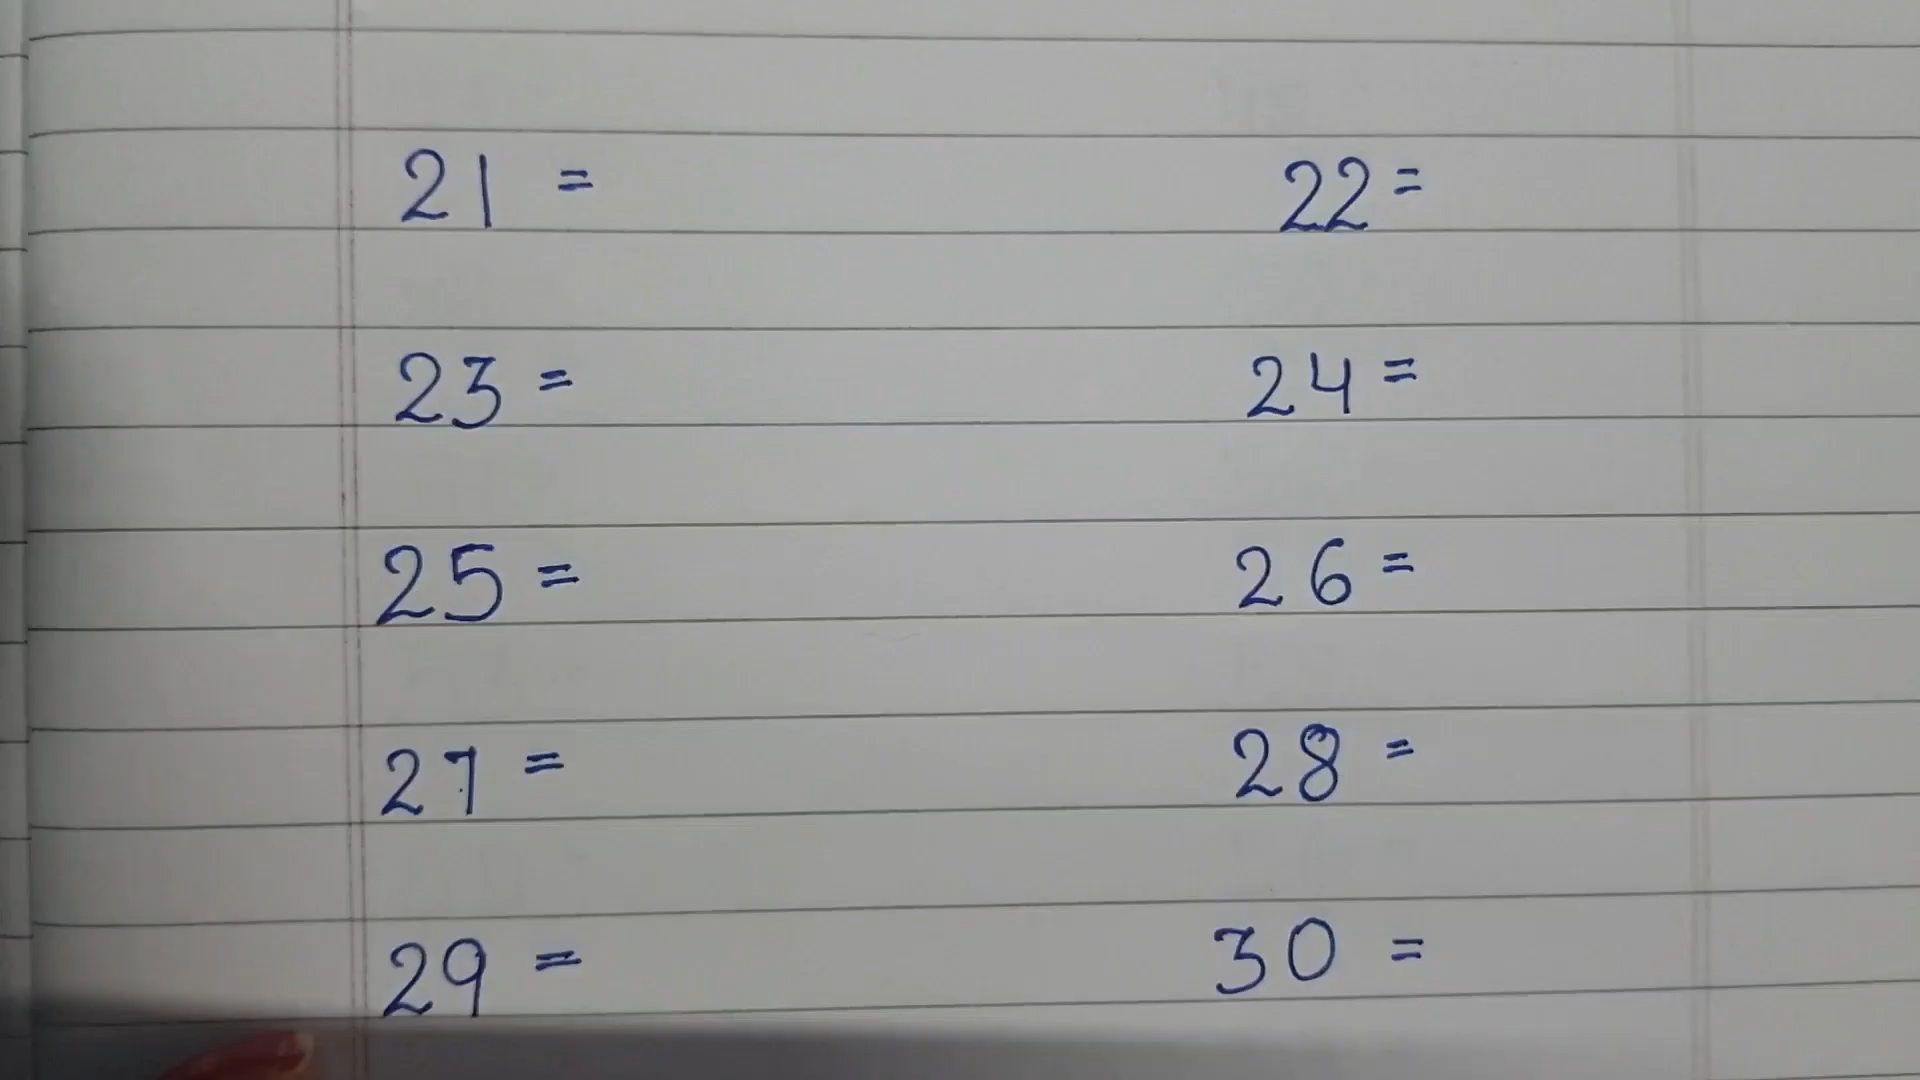 21 = 22 =
23 = 24 =
25 = 26 =
27 = 28 =
29 = 30 =